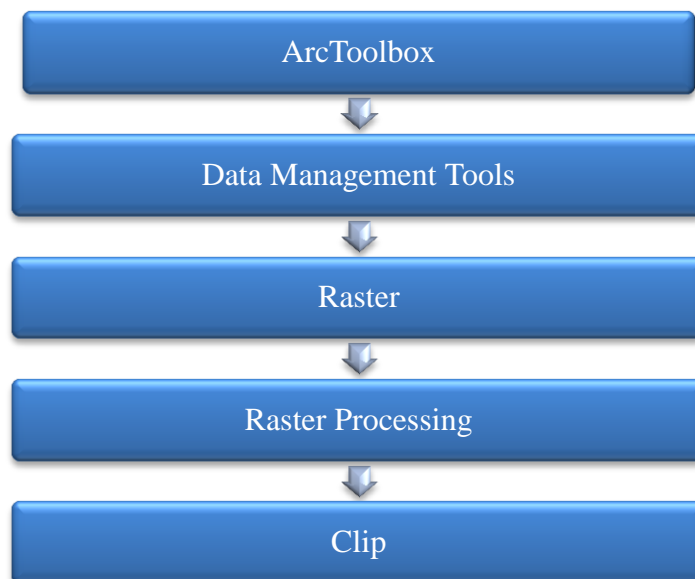 ArcToolbox
Data Management Tools
Raster
Raster Processing
Clip